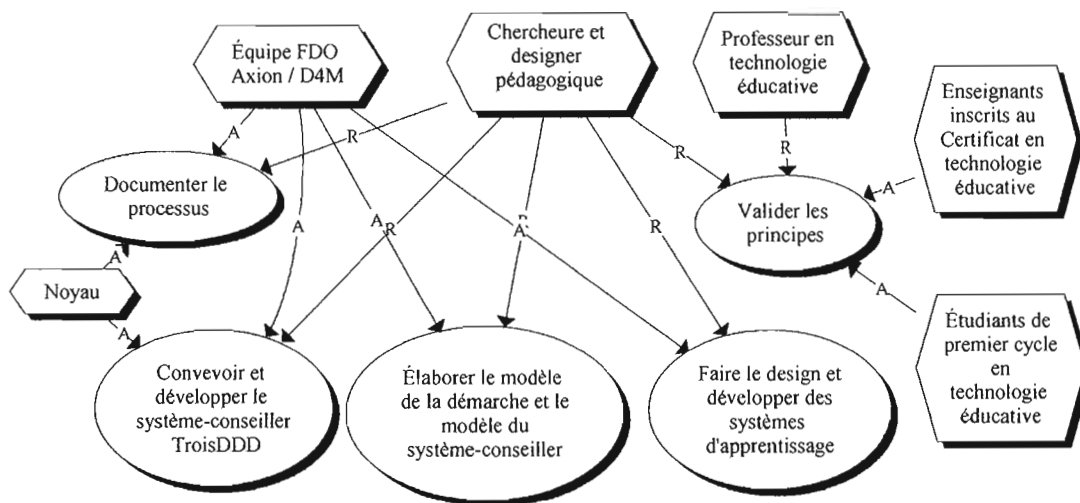 Équipe FDO
Axion / D4M
Chercheure et
designer
pédagogique
Professeur en
technologie
éducative
Enseignants
inscrits au
Certificat en
technologie
éducative
A
R
R
R
A
Documenter le
processus
Valider les
principes
A
R
A
A
R
A
A
Noyau
A
A
Convevoir et
développer le
système-conseiller
TroisDDD
Élaborer le modèle
de la démarche et le
modèle du
système-conseiller
Faire le design et
développer des
systèmes
d'apprentissage
Étudiants de
premier cycle
en
technologie
éducative